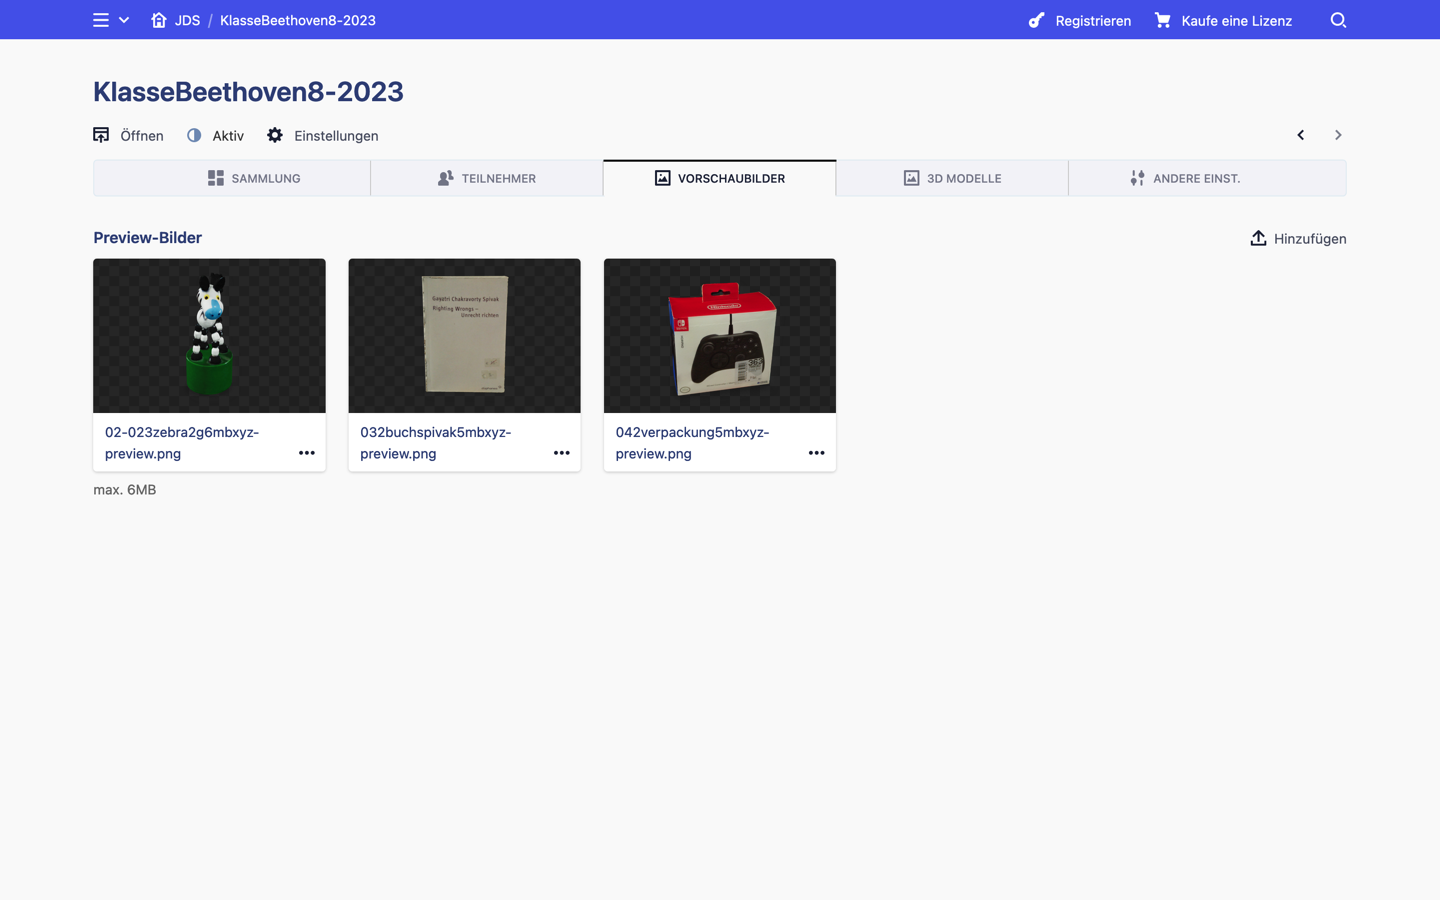 JDS / KlasseBeethoven8-2023
Registrieren
Kaufe eine Lizenz
KlasseBeethoven8-2023
Öffnen
Aktiv
Einstellungen
SAMMLUNG
TEILNEHMER
VORSCHAUBILDER
3D MODELLE
ANDERE EINST.
Preview-Bilder
Hinzufügen
Gayatri Chakravorty Spivak
Righting Wrongs –
Unrecht richten
02-023zebra2g6mbxyz-
preview.png
032buchspivak5mbxyz-
preview.png
042verpackung5mbxyz-
preview.png
max. 6MB